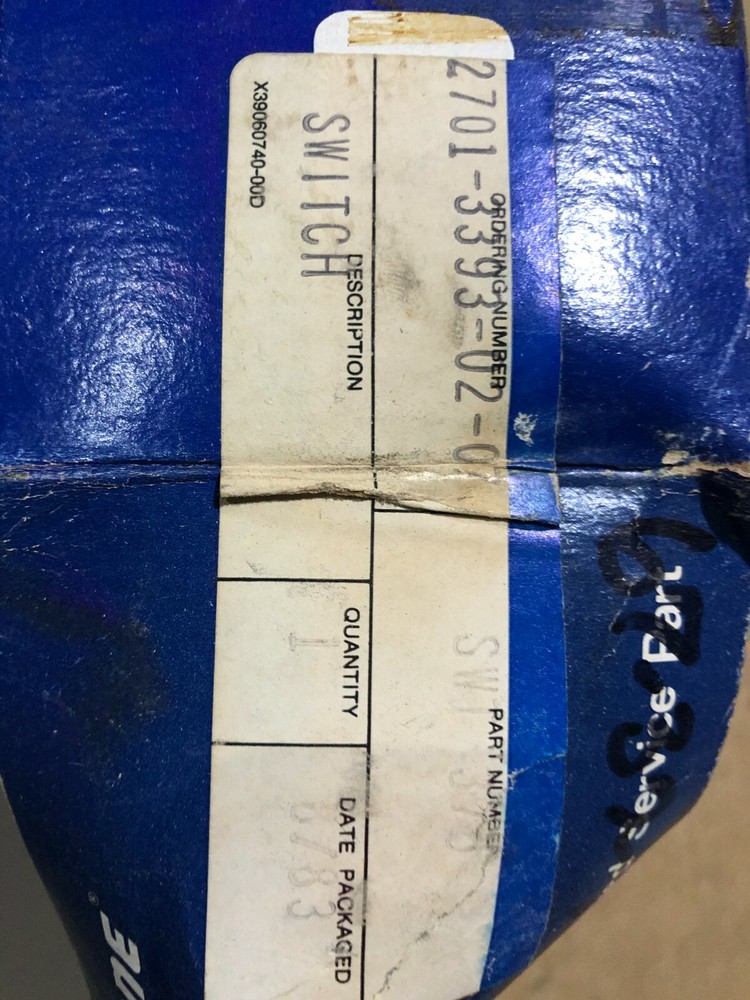 Service Part
ORDERING NUMBER
2701-3393-02-0
PART NUMBER
DESCRIPTION
SWITCH
QUANTITY
1
DATE PACKAGED
X39060740-00D